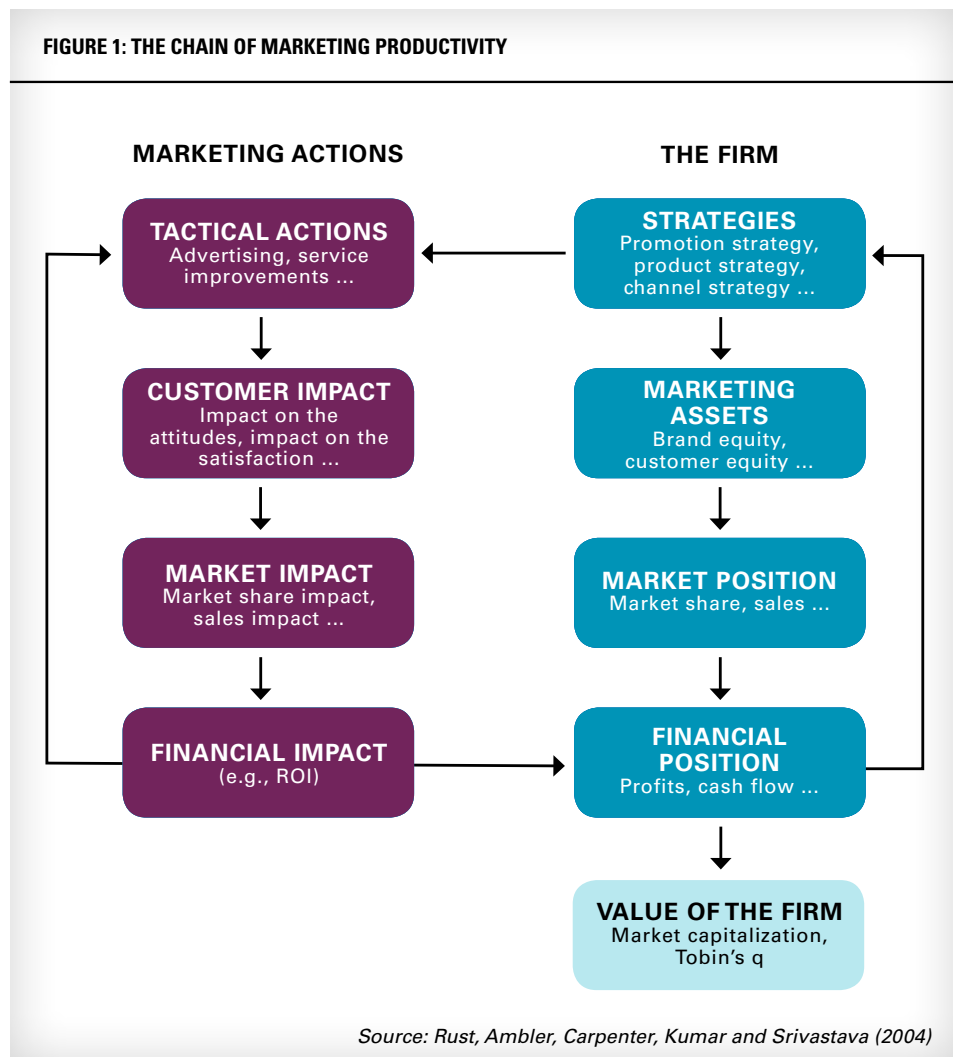 FIGURE 1: THE CHAIN OF MARKETING PRODUCTIVITY
MARKETING ACTIONS
TACTICAL ACTIONS
Advertising, service
improvements ...
CUSTOMER IMPACT
Impact on the
attitudes, impact on the
satisfaction ...
MARKET IMPACT
Market share impact,
sales impact ...
FINANCIAL IMPACT
(e.g., ROI)
THE FIRM
STRATEGIES
Promotion strategy,
product strategy,
channel strategy ...
MARKETING
ASSETS
Brand equity,
customer equity ...
MARKET POSITION
Market share, sales ...
FINANCIAL
POSITION
Profits, cash flow ...
VALUE OF THE FIRM
Market capitalization,
Tobin's q
Source: Rust, Ambler, Carpenter, Kumar and Srivastava (2004)